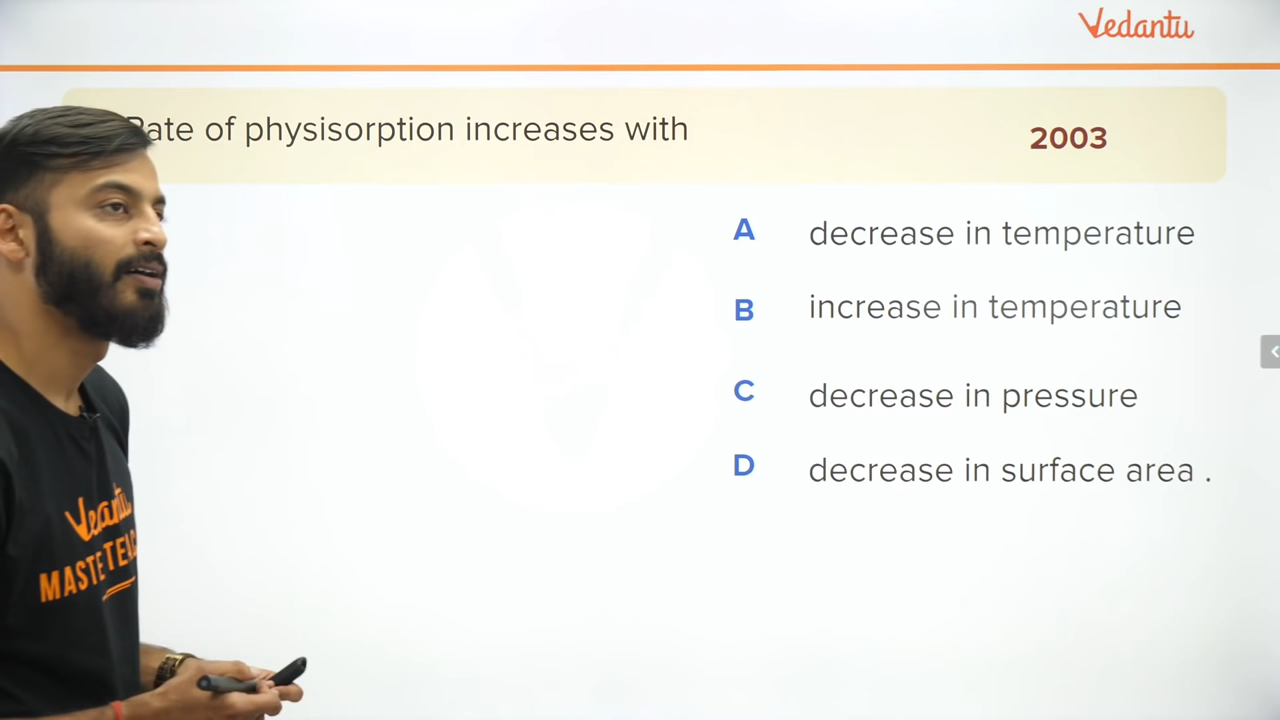 Vedantu
Rate of physisorption increases with
2003
A decrease in temperature
B increase in temperature
C decrease in pressure
D decrease in surface area .
Vedantu